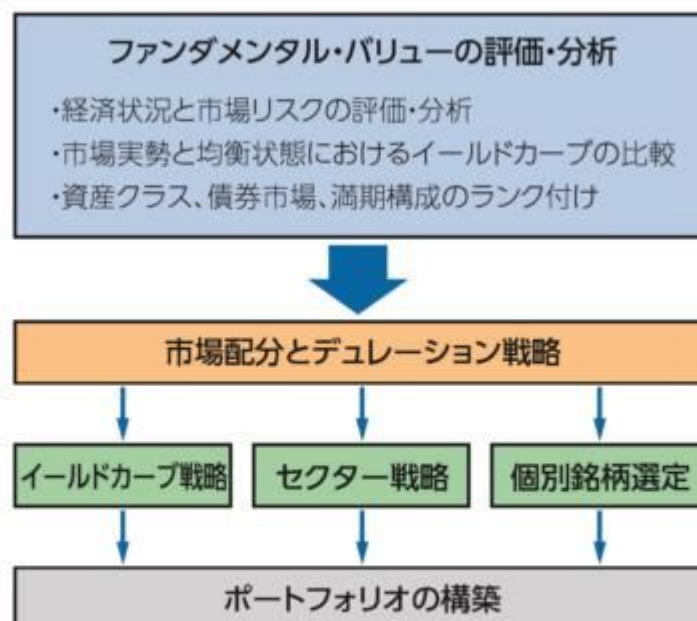 ファンダメンタル・バリューの評価・分析
・経済状況と市場リスクの評価・分析
・市場実勢と均衡状態におけるイールドカーブの比較
・資産クラス、債券市場、満期構成のランク付け
市場配分とデュレーション戦略
イールドカーブ戦略 セクター戦略 個別銘柄選定
ポートフォリオの構築